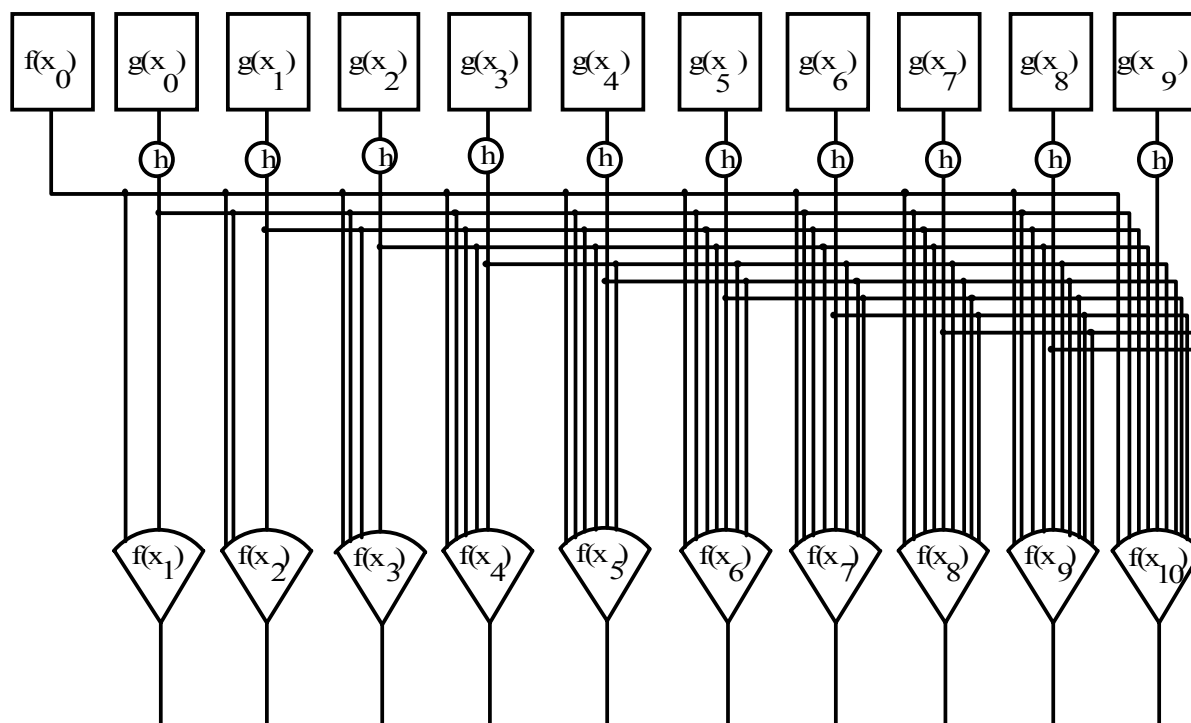 f(x₀) g(x₀) g(x₁) g(x₂) g(x₃) g(x₄) g(x₅) g(x₆) g(x₇) g(x₈) g(x₉)
h h h h h h h h h h
f(x₁) f(x₂) f(x₃) f(x₄) f(x₅) f(x₆) f(x₇) f(x₈) f(x₉) f(x₁₀)